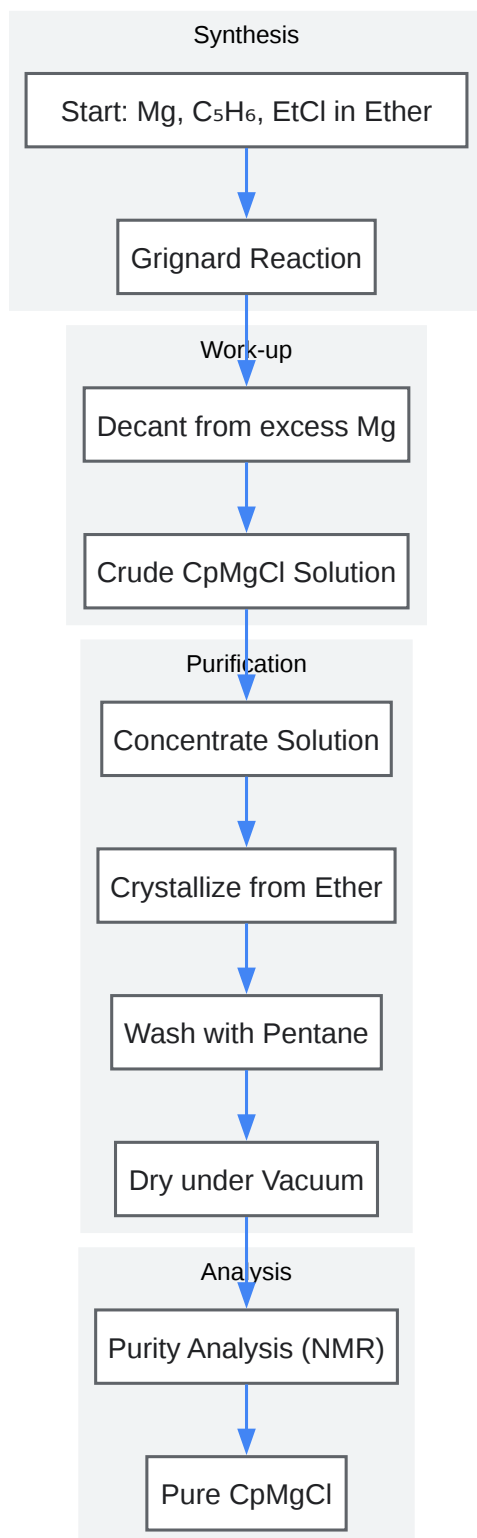 Synthesis
Start: Mg, C₅H₆, EtCl in Ether
Grignard Reaction
Work-up
Decant from excess Mg
Crude CpMgCl Solution
Purification
Concentrate Solution
Crystallize from Ether
Wash with Pentane
Dry under Vacuum
Analysis
Purity Analysis (NMR)
Pure CpMgCl